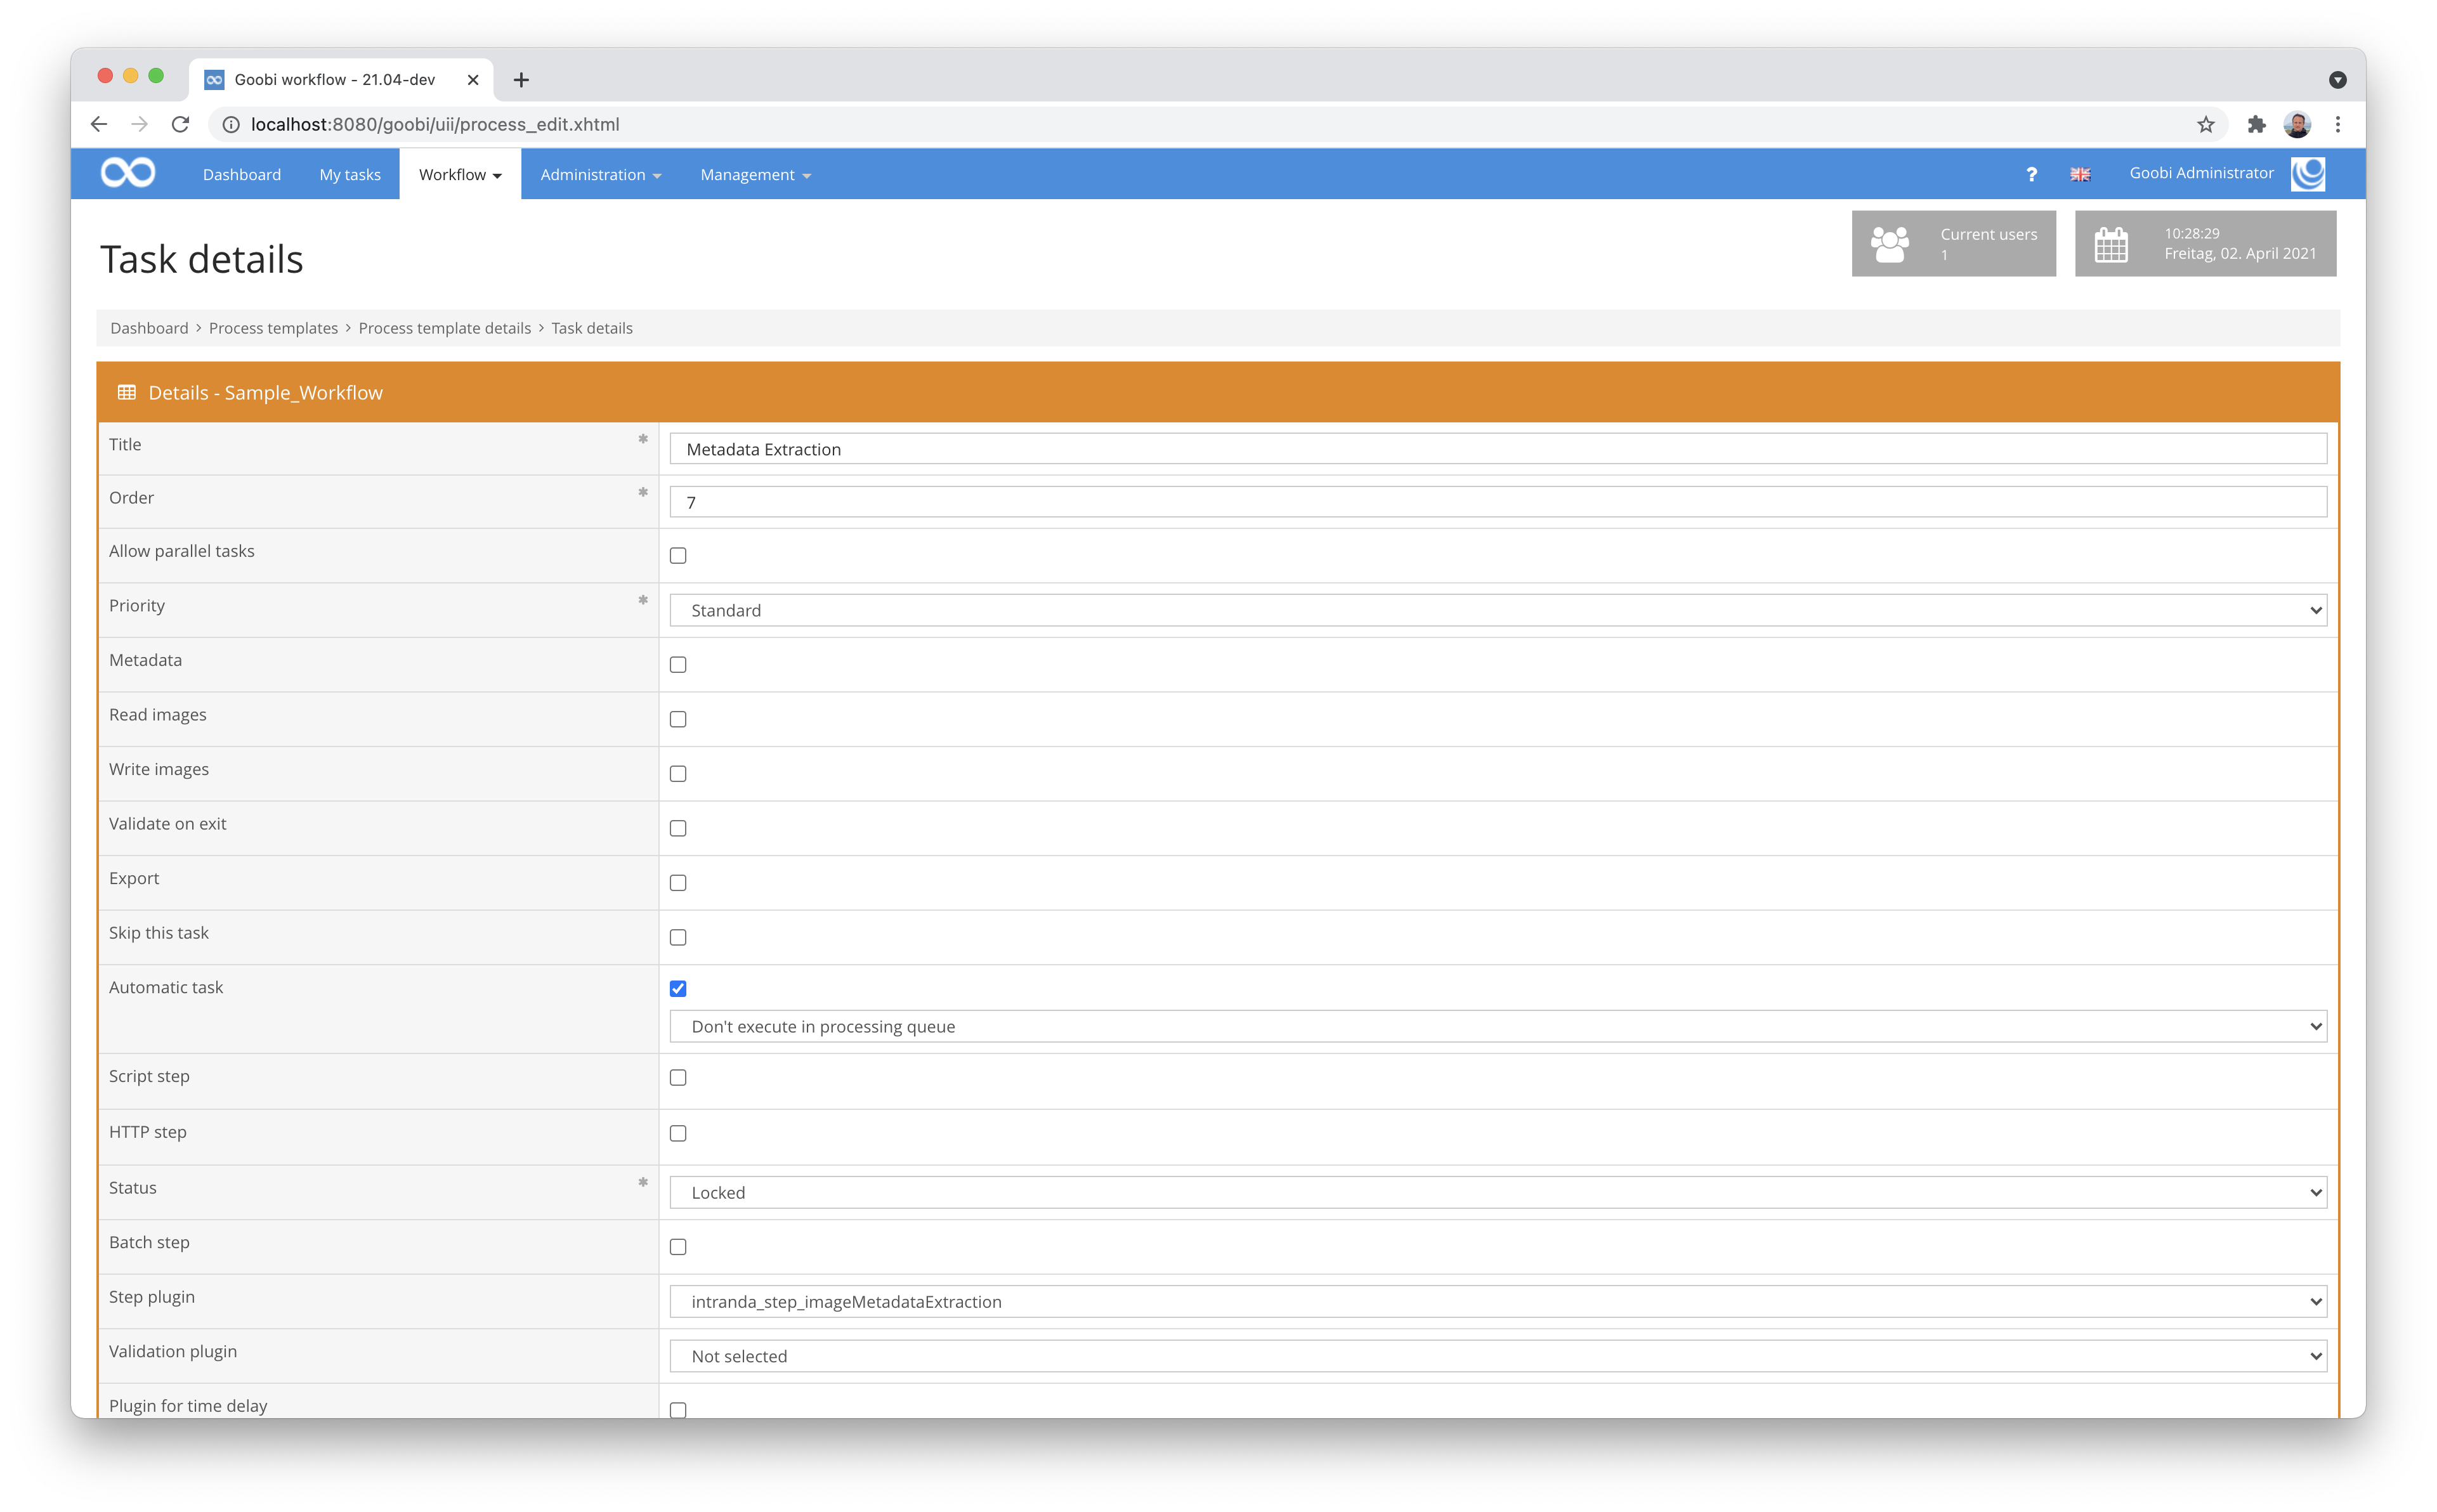 Goobi workflow - 21.04-dev
localhost:8080/goobi/uii/process_edit.xhtml
Dashboard My tasks Workflow Administration Management ? Goobi Administrator
Task details
Current users
1
10:28:29
Freitag, 02. April 2021
Dashboard > Process templates > Process template details > Task details
Details - Sample_Workflow
Title * Metadata Extraction
Order * 7
Allow parallel tasks
Priority * Standard
Metadata
Read images
Write images
Validate on exit
Export
Skip this task
Automatic task
Don't execute in processing queue
Script step
HTTP step
Status * Locked
Batch step
Step plugin intranda_step_imageMetadataExtraction
Validation plugin Not selected
Plugin for time delay